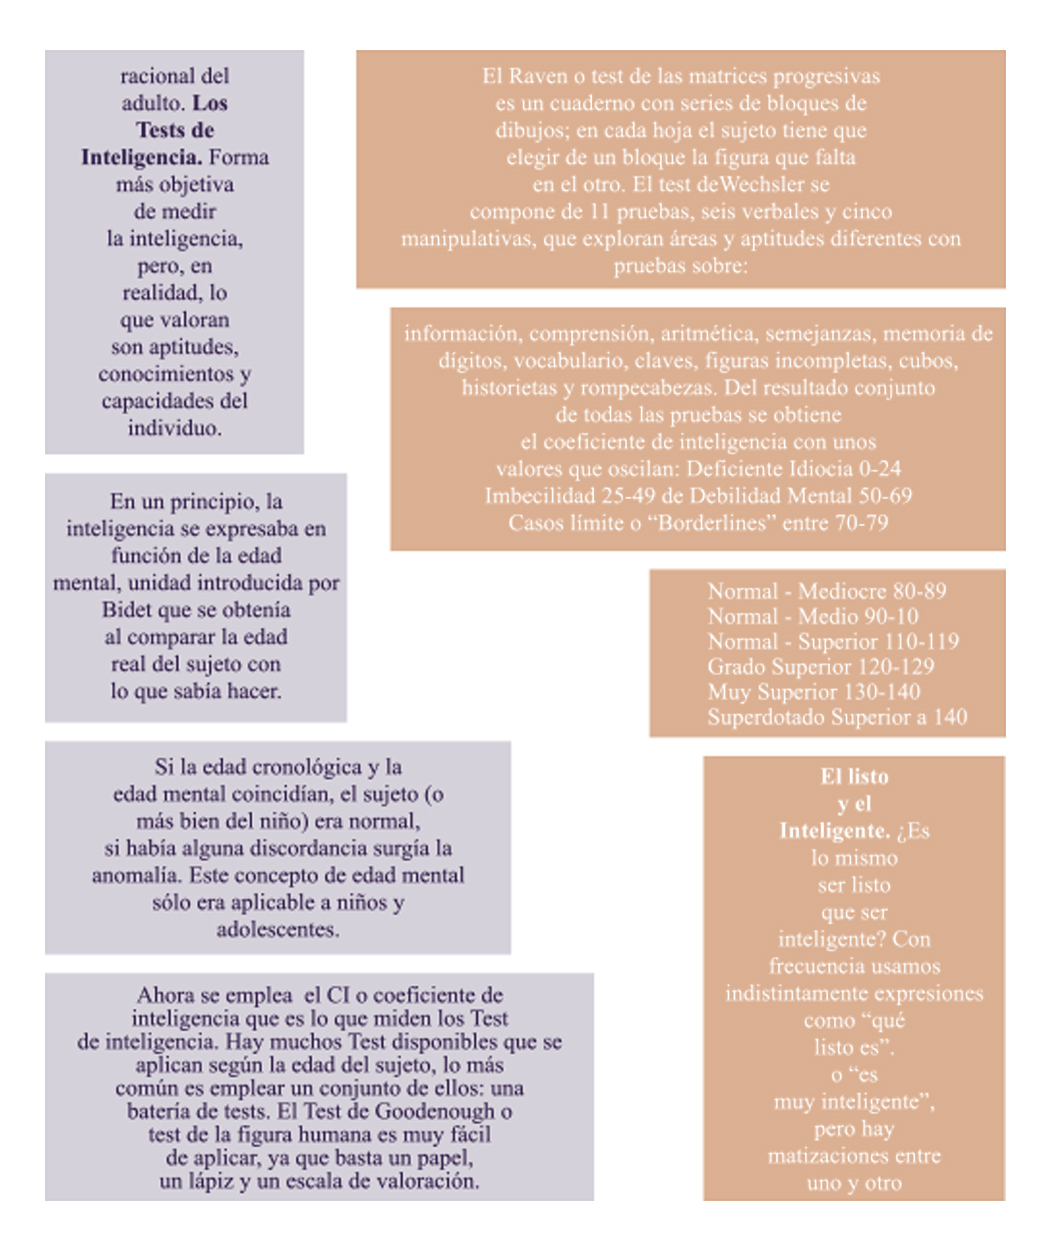 racional del
adulto. Los
Tests de
Inteligencia. Forma
más objetiva
de medir
la inteligencia,
pero, en
realidad, lo
que valoran
son aptitudes,
conocimientos y
capacidades del
individuo.
En un principio, la
inteligencia se expresaba en
función de la edad
mental, unidad introducida por
Bidet que se obtenía
al comparar la edad
real del sujeto con
lo que sabía hacer.
Si la edad cronológica y la
edad mental coincidían, el sujeto (o
más bien del niño) era normal,
si había alguna discordancia surgía la
anomalía. Este concepto de edad mental
sólo era aplicable a niños y
adolescentes.
Ahora se emplea el CI o coeficiente de
inteligencia que es lo que miden los Test
de inteligencia. Hay muchos Test disponibles que se
aplican según la edad del sujeto, lo más
común es emplear un conjunto de ellos: una
batería de tests. El Test de Goodenough o
test de la figura humana es muy fácil
de aplicar, ya que basta un papel,
un lápiz y un escala de valoración.
El Raven o test de las matrices progresivas
es un cuaderno con series de bloques de
dibujos; en cada hoja el sujeto tiene que
elegir de un bloque la figura que falta
en el otro. El test deWechsler se
compone de 11 pruebas, seis verbales y cinco
manipulativas, que exploran áreas y aptitudes diferentes con
pruebas sobre:
información, comprensión, aritmética, semejanzas, memoria de
dígitos, vocabulario, claves, figuras incompletas, cubos,
historietas y rompecabezas. Del resultado conjunto
de todas las pruebas se obtiene
el coeficiente de inteligencia con unos
valores que oscilan: Deficiente Idiocia 0-24
Imbecilidad 25-49 de Debilidad Mental 50-69
Casos límite o “Borderlines” entre 70-79
Normal - Mediocre 80-89
Normal - Medio 90-10
Normal - Superior 110-119
Grado Superior 120-129
Muy Superior 130-140
Superdotado Superior a 140
El listo
y el
Inteligente. ¿Es
lo mismo
ser listo
que ser
inteligente? Con
frecuencia usamos
indistintamente expresiones
como “qué
listo es”.
o “es
muy inteligente”,
pero hay
matizaciones entre
uno y otro